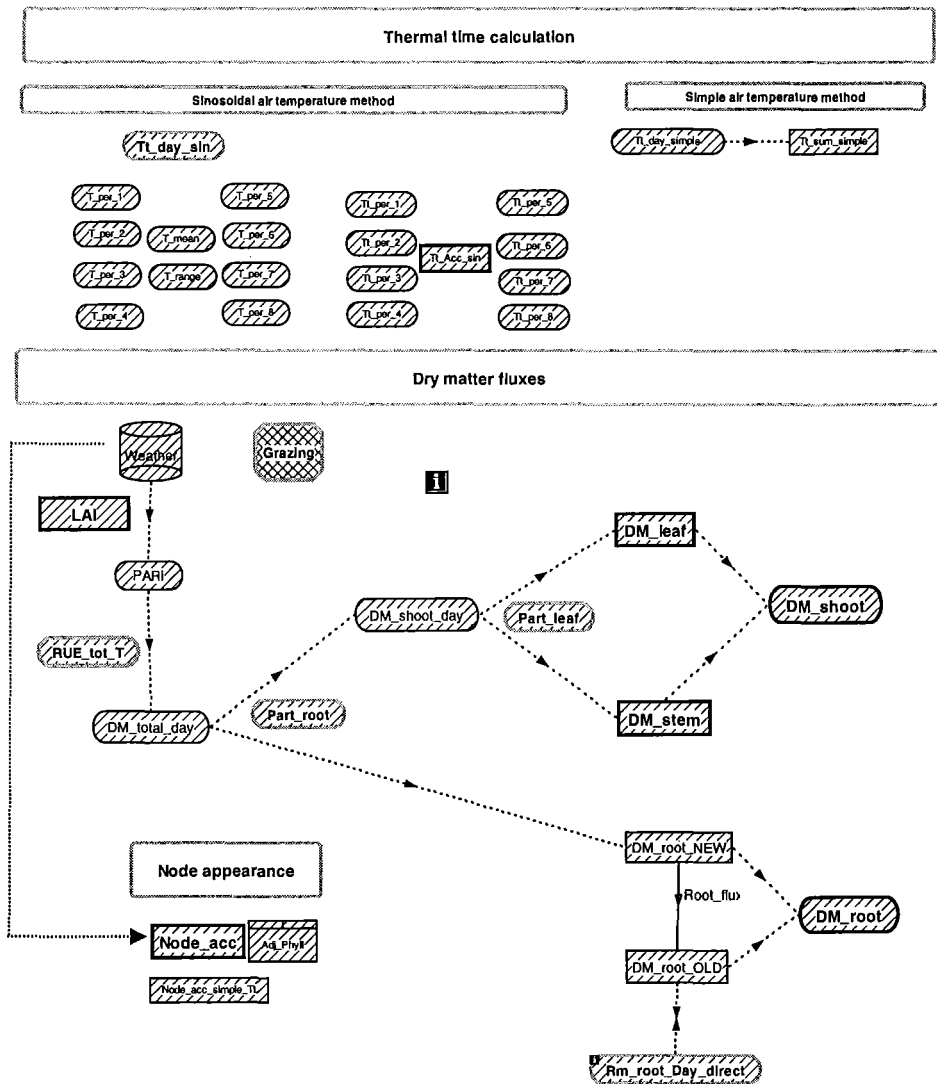 Thermal time calculation
Sinosoidal air temperature method
Simple air temperature method
Tt_day_sin
Tt_day_simple
Tt_sum_simple
T_per_1
T_per_5
Tt_per_1
Tt_per_5
T_per_2
T_mean
T_per_6
Tt_per_2
Tt_Acc_sin
Tt_per_6
T_per_3
T_range
T_per_7
Tt_per_3
Tt_per_7
T_per_4
T_per_8
Tt_per_4
Tt_per_8
Dry matter fluxes
Weather
Grazing
i
LAI
DM_leaf
PARi
DM_shoot_day
Part_leaf
DM_shoot
RUE_tot_T
Part_root
DM_total_day
DM_stem
Node appearance
DM_root_NEW
Root_flux
DM_root
Node_acc
Adj_Phyll
DM_root_OLD
Node_acc_simple_Tt
i
Rm_root_Day_direct